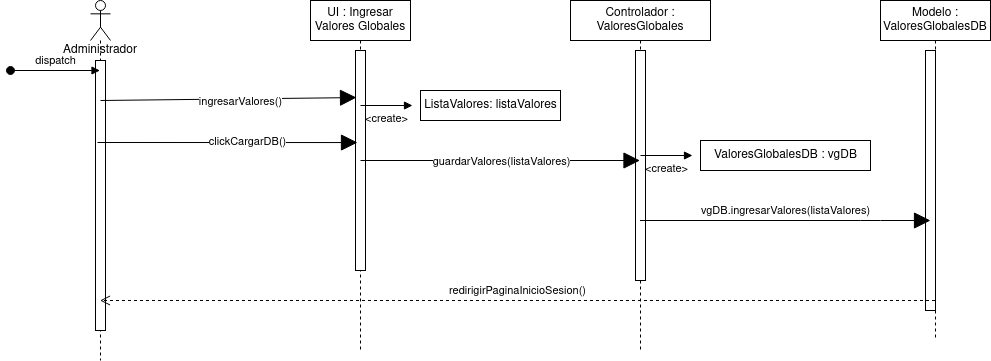 UI : Ingresar
Valores Globales
Controlador :
ValoresGlobales
Modelo :
ValoresGlobalesDB
Administrador
dispatch
ingresarValores()
ListaValores: listaValores
<create>
clickCargarDB()
guardarValores(listaValores)
ValoresGlobalesDB : vgDB
<create>
vgDB.ingresarValores(listaValores)
redirigirPaginaInicioSesion()